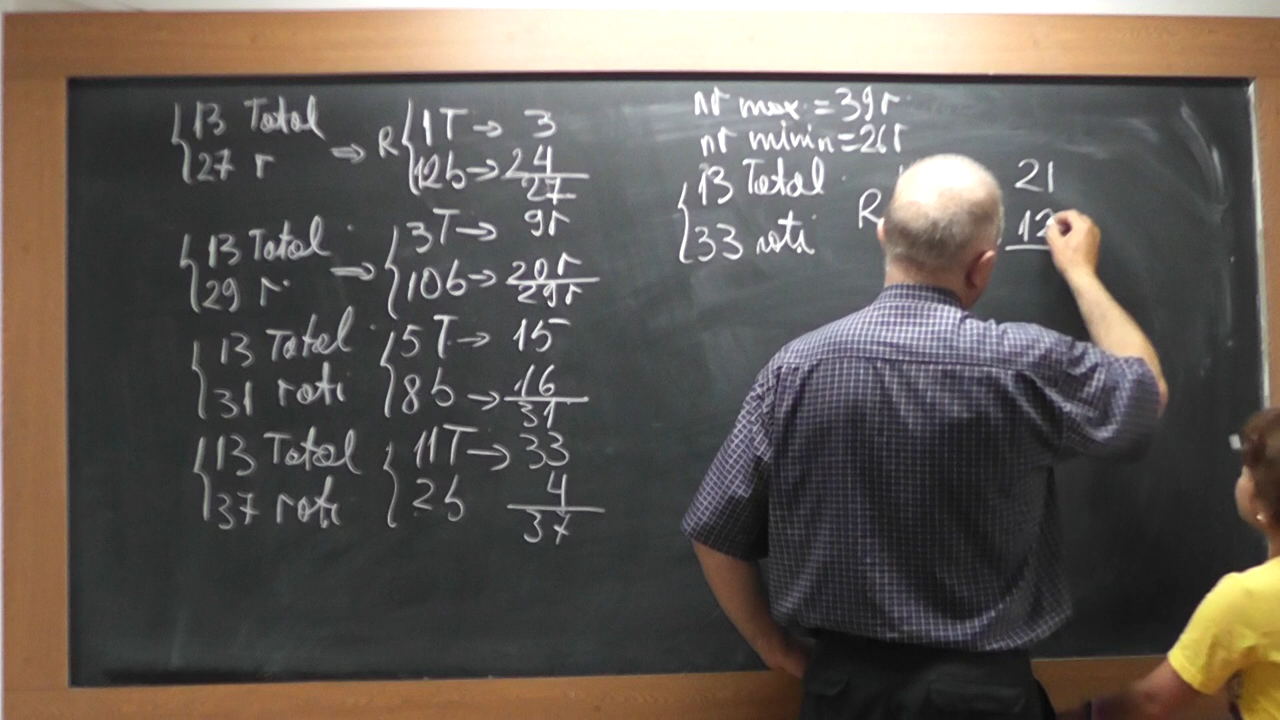 13 Total
27 r
⇒ R
1T → 3
12b → 24
27
13 Total
29 r
⇒
3T → 9r
10b → 20r
29r
13 Total
31 roti
5T → 15
8b → 16
31
13 Total
37 roti
11T → 33
2b 4
37
nr max = 39r
nr minin = 26r
13 Total
33 roti
R
21
12